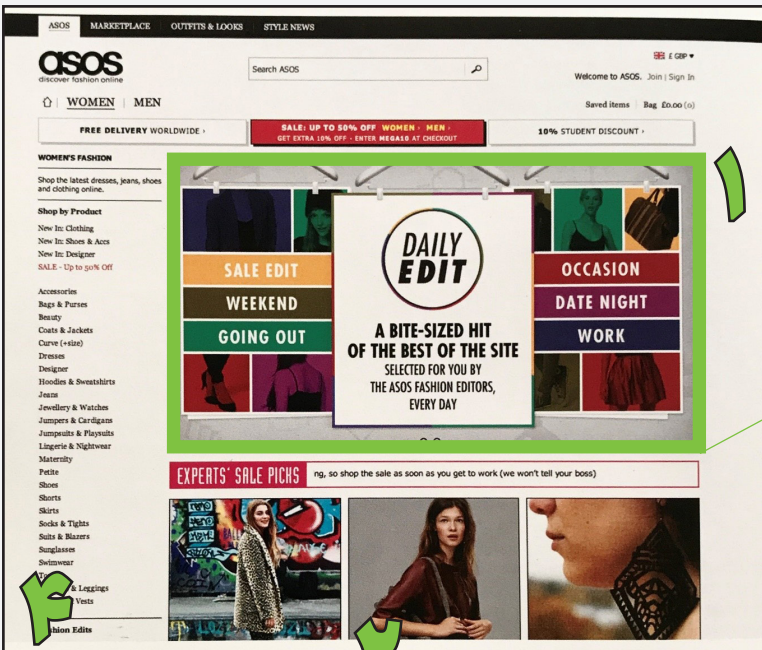 ASOS MARKETPLACE OUTFITS & LOOKS STYLE NEWS
asos
discover fashion online
Search ASOS
£ GBP
Welcome to ASOS. Join | Sign In
WOMEN | MEN
Saved items | Bag £0.00 (0)
FREE DELIVERY WORLDWIDE ›
SALE: UP TO 50% OFF WOMEN › MEN ›
GET EXTRA 10% OFF - ENTER MEGA10 AT CHECKOUT
10% STUDENT DISCOUNT ›
WOMEN'S FASHION
Shop the latest dresses, jeans, shoes
and clothing online.
Shop by Product
New In: Clothing
New In: Shoes & Accs
New In: Designer
SALE - Up to 50% Off
Accessories
Bags & Purses
Beauty
Coats & Jackets
Curve (+size)
Dresses
Designer
Hoodies & Sweatshirts
Jeans
Jewellery & Watches
Jumpers & Cardigans
Jumpsuits & Playsuits
Lingerie & Nightwear
Maternity
Petite
Shoes
Shorts
Skirts
Socks & Tights
Suits & Blazers
Sunglasses
Swimwear
& Leggings
Vests
Edits
SALE EDIT
WEEKEND
GOING OUT
DAILY
EDIT
A BITE-SIZED HIT
OF THE BEST OF THE SITE
SELECTED FOR YOU BY
THE ASOS FASHION EDITORS,
EVERY DAY
OCCASION
DATE NIGHT
WORK
EXPERTS' SALE PICKS
ng, so shop the sale as soon as you get to work (we won't tell your boss)